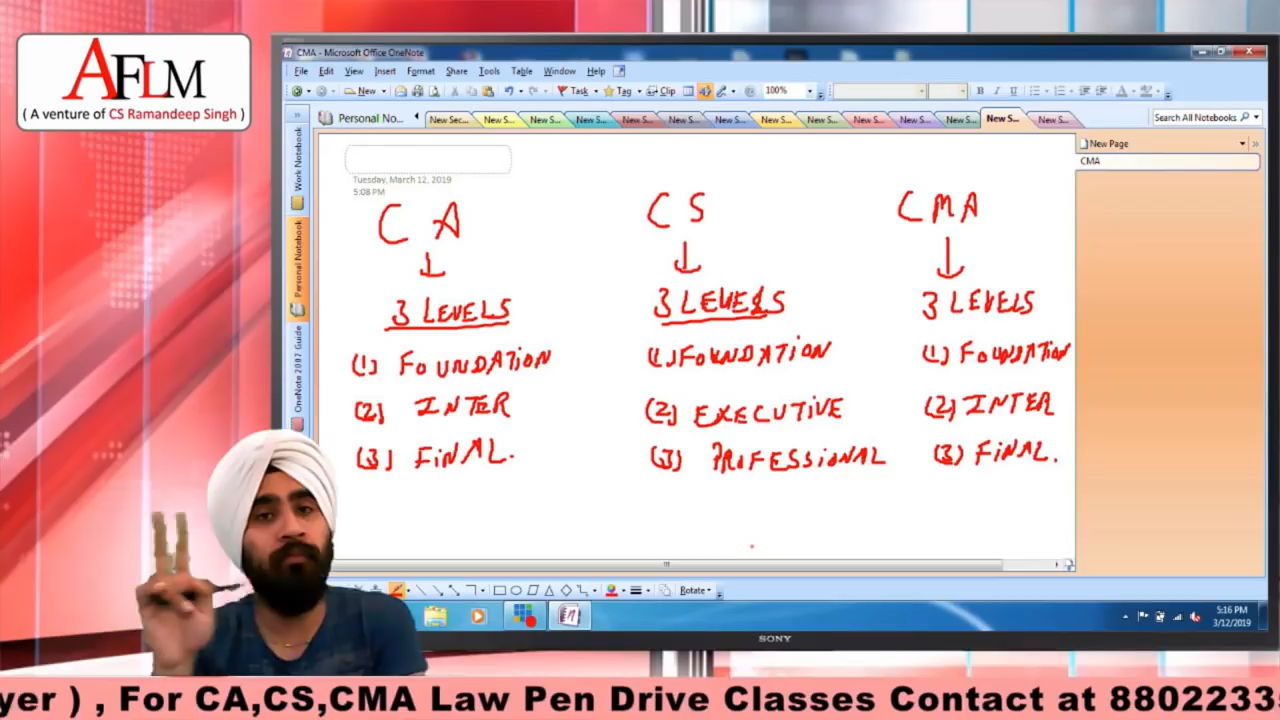 AFLM
( A venture of CS Ramandeep Singh )
CMA - Microsoft Office OneNote
File Edit View Insert Format Share Tools Table Window Help
New Task Tag Clip 100%
Personal No... New Sec... New S... New S... New S... New S... New S... New S... New S... New S... New S... New S... New S... New S... New S... Search All Notebooks
New Page
CMA
Work Notebook
Personal Notebook
OneNote 2007 Guide
Tuesday, March 12, 2019
5:08 PM
CA CS CMA
3 LEVELS 3 LEVELS 3 LEVELS
(1) FOUNDATION (1) FOUNDATION (1) FOUNDATION
(2) INTER (2) EXECUTIVE (2) INTER
(3) FINAL. (3) PROFESSIONAL (3) FINAL.
Rotate
5:16 PM
3/12/2019
SONY
yer ) , For CA,CS,CMA Law Pen Drive Classes Contact at 8802233